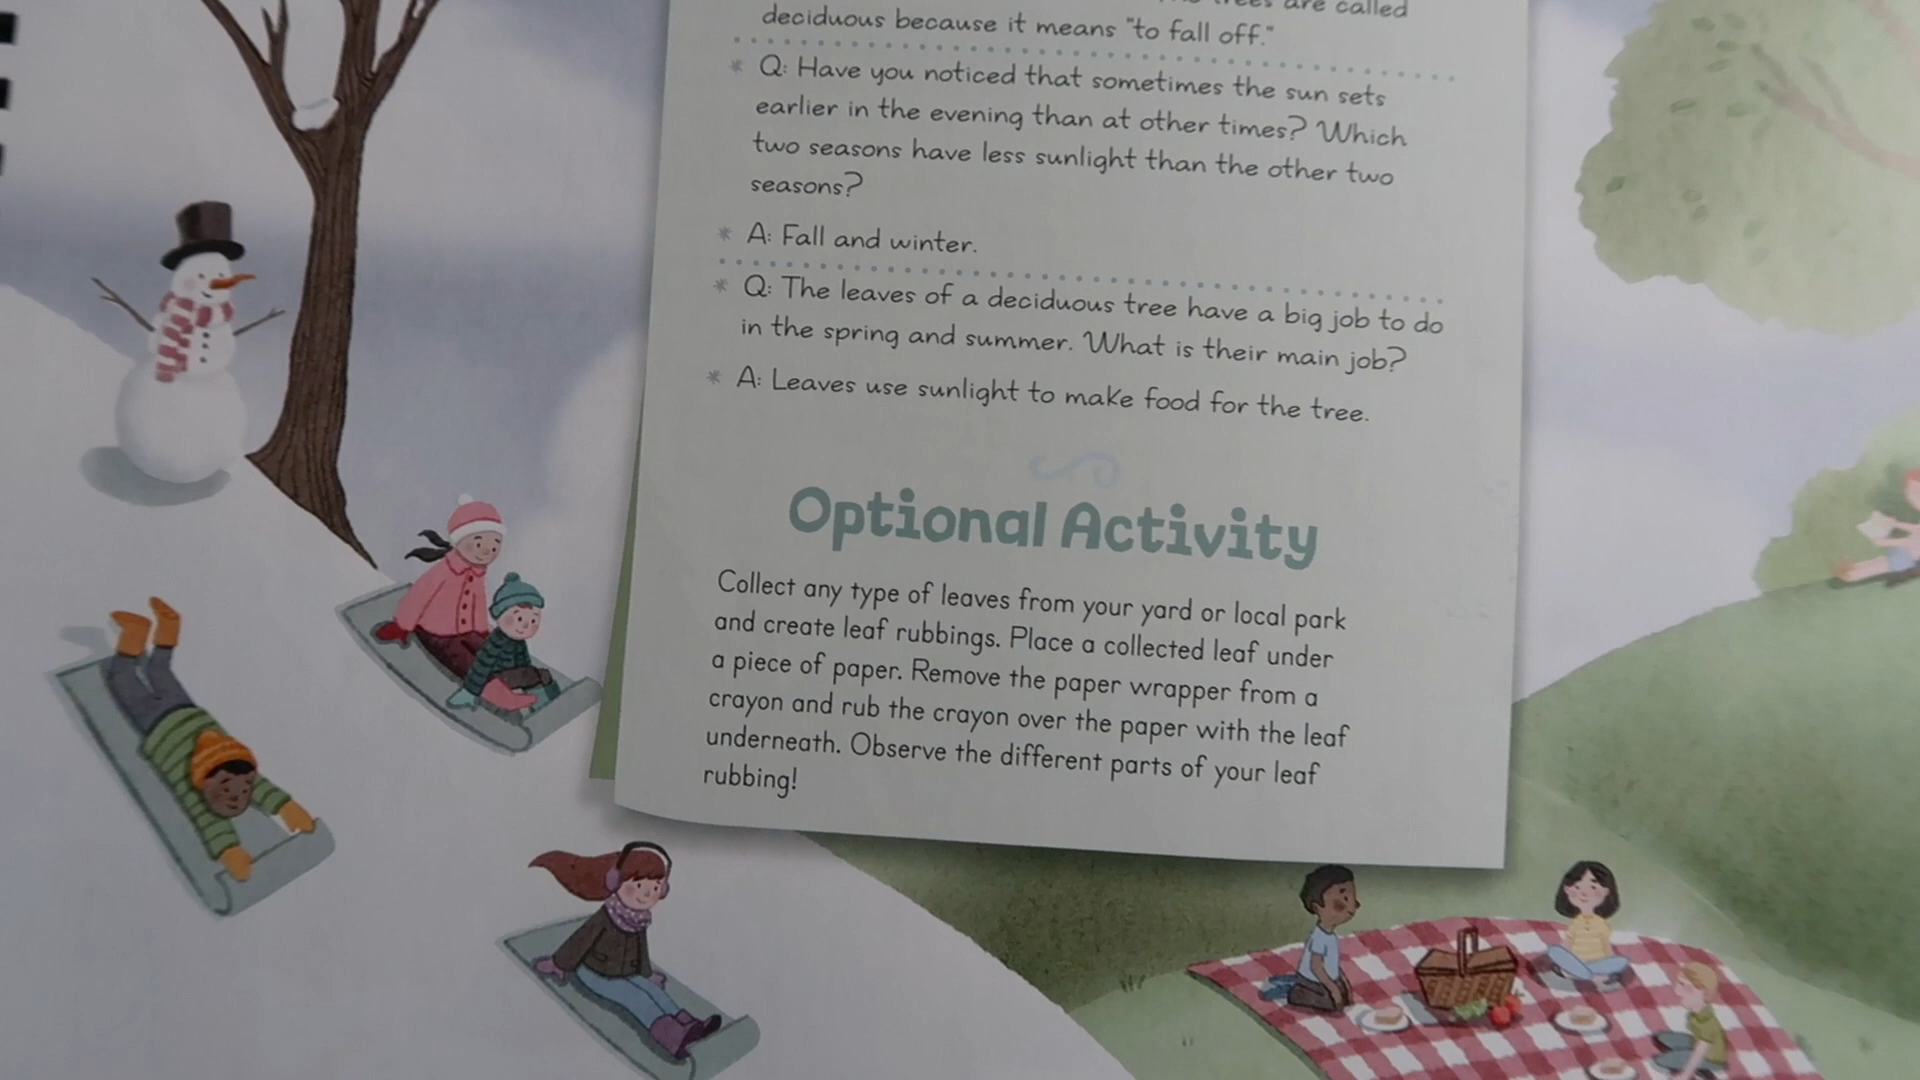 trees are called
deciduous because it means "to fall off."
* Q: Have you noticed that sometimes the sun sets
earlier in the evening than at other times? Which
two seasons have less sunlight than the other two
seasons?
* A: Fall and winter.
* Q: The leaves of a deciduous tree have a big job to do
in the spring and summer. What is their main job?
* A: Leaves use sunlight to make food for the tree.
Optional Activity
Collect any type of leaves from your yard or local park
and create leaf rubbings. Place a collected leaf under
a piece of paper. Remove the paper wrapper from a
crayon and rub the crayon over the paper with the leaf
underneath. Observe the different parts of your leaf
rubbing!